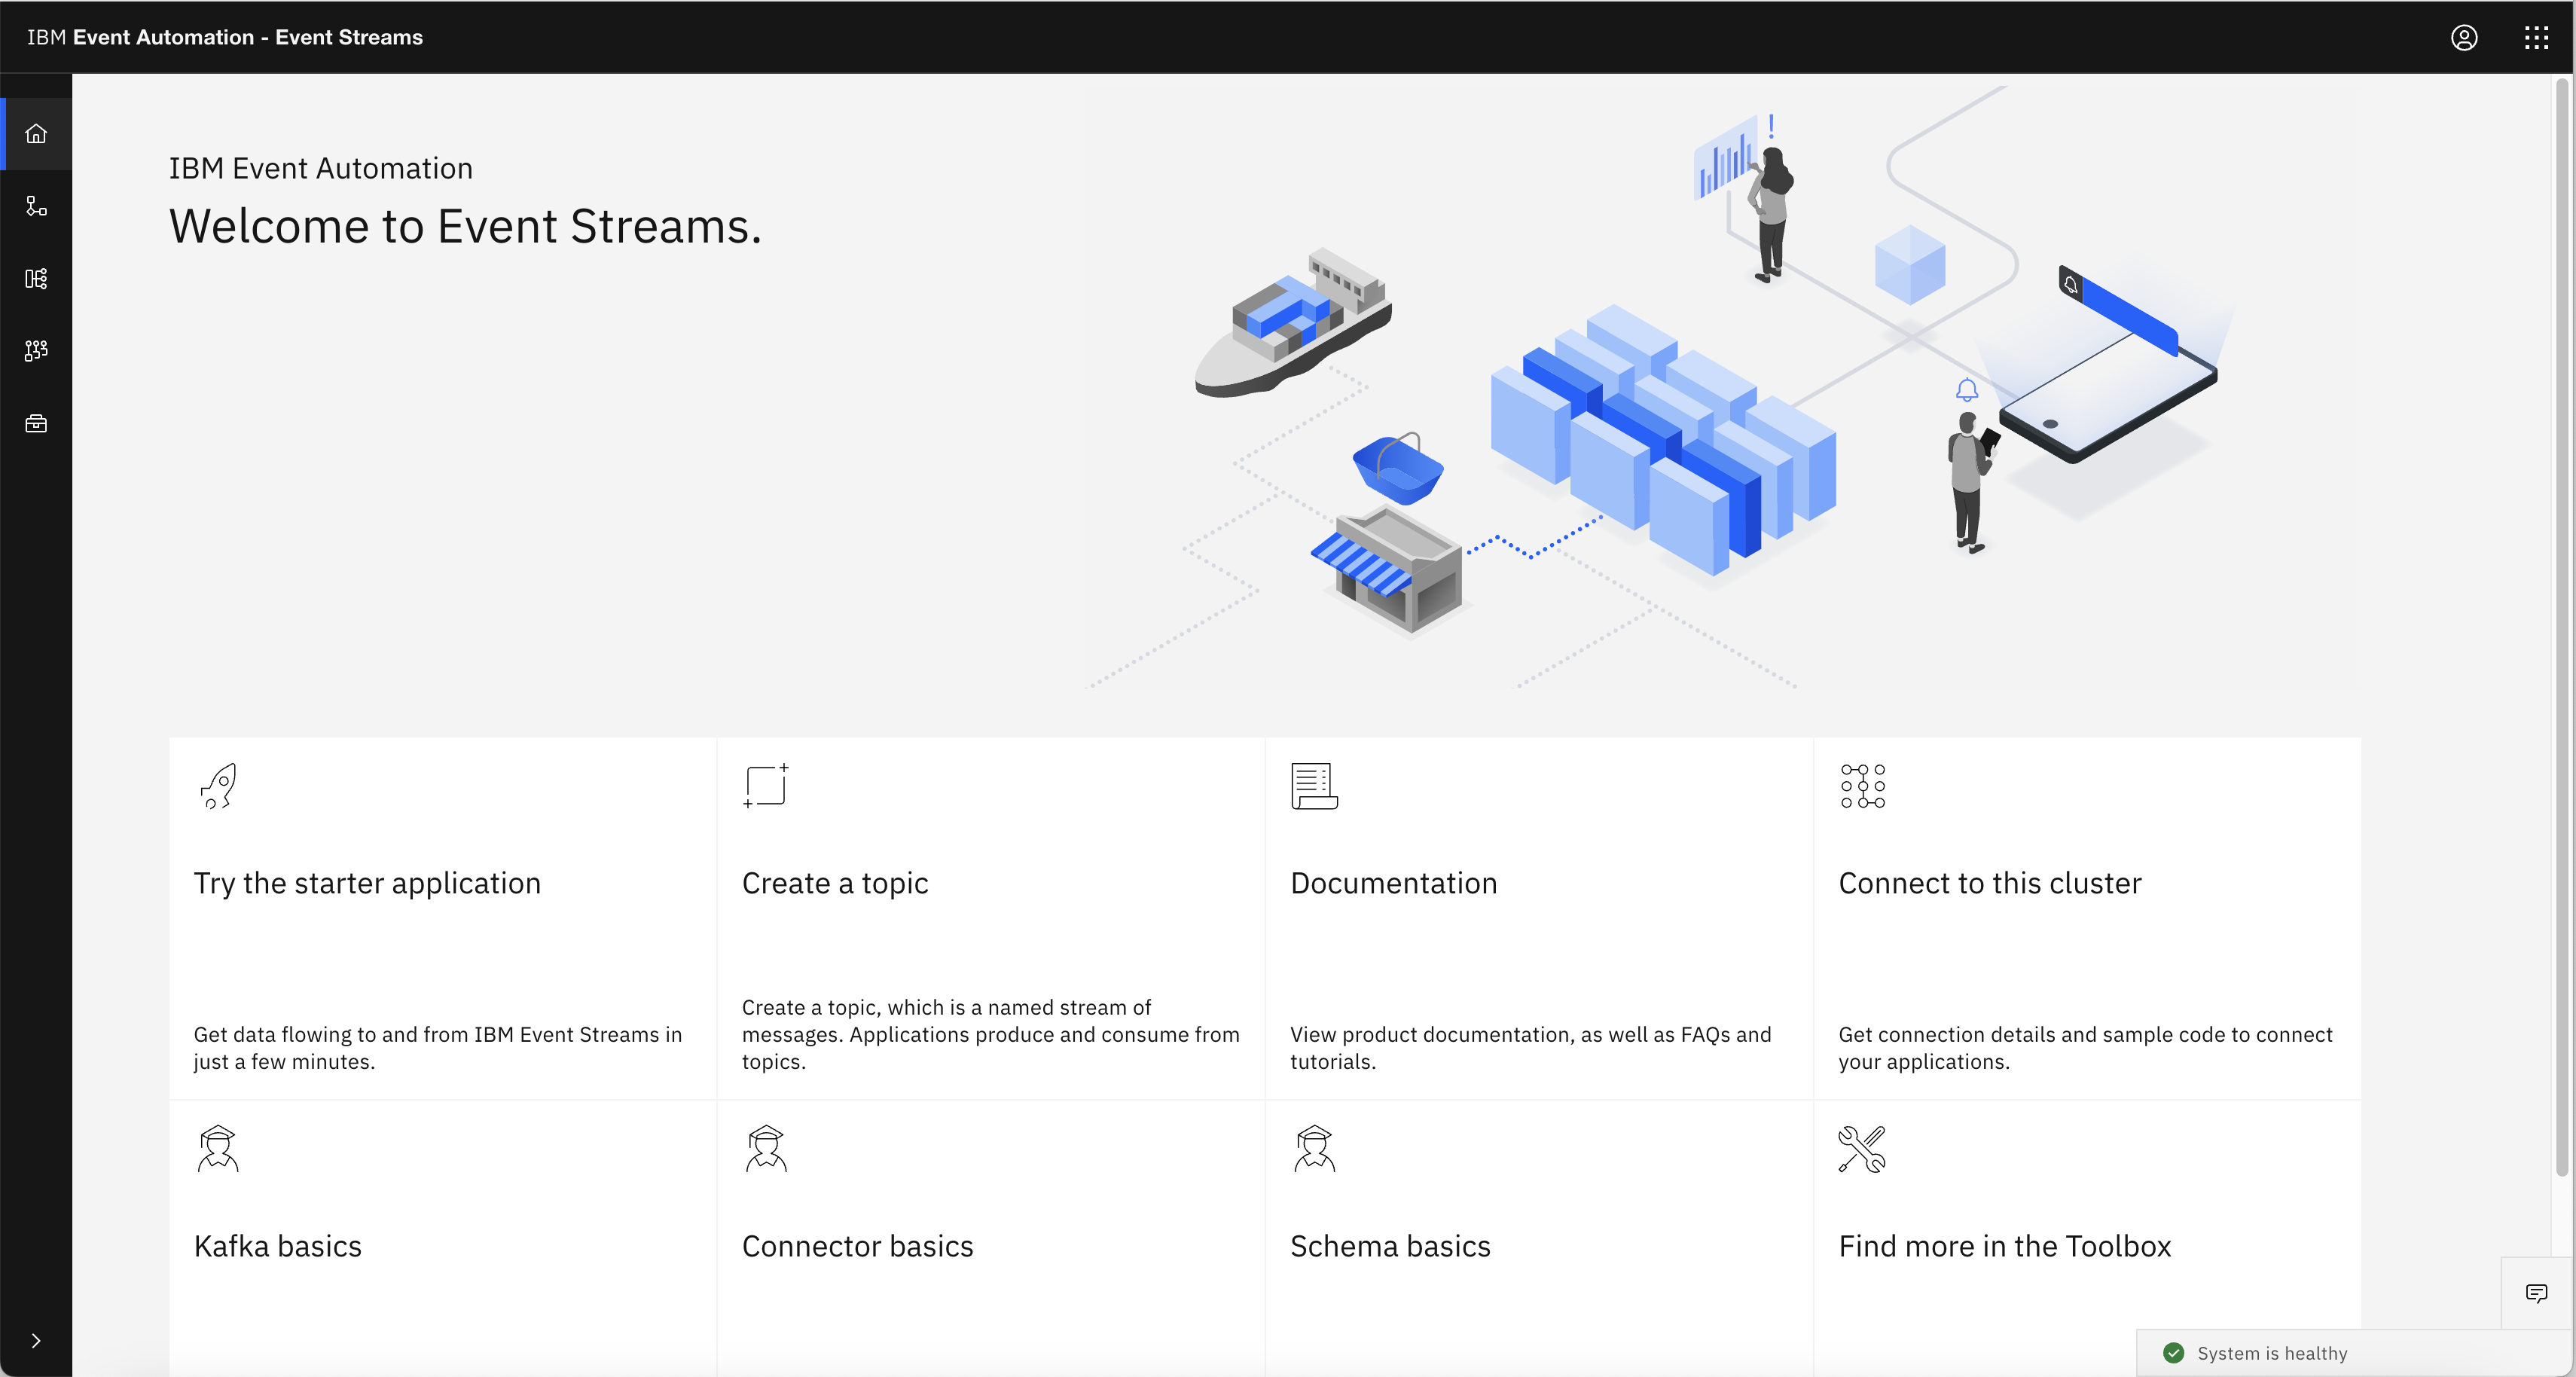 IBM Event Automation - Event Streams
IBM Event Automation
Welcome to Event Streams.
!
Try the starter application
Get data flowing to and from IBM Event Streams in
just a few minutes.
Create a topic
Create a topic, which is a named stream of
messages. Applications produce and consume from
topics.
Documentation
View product documentation, as well as FAQs and
tutorials.
Connect to this cluster
Get connection details and sample code to connect
your applications.
Kafka basics
Connector basics
Schema basics
Find more in the Toolbox
System is healthy